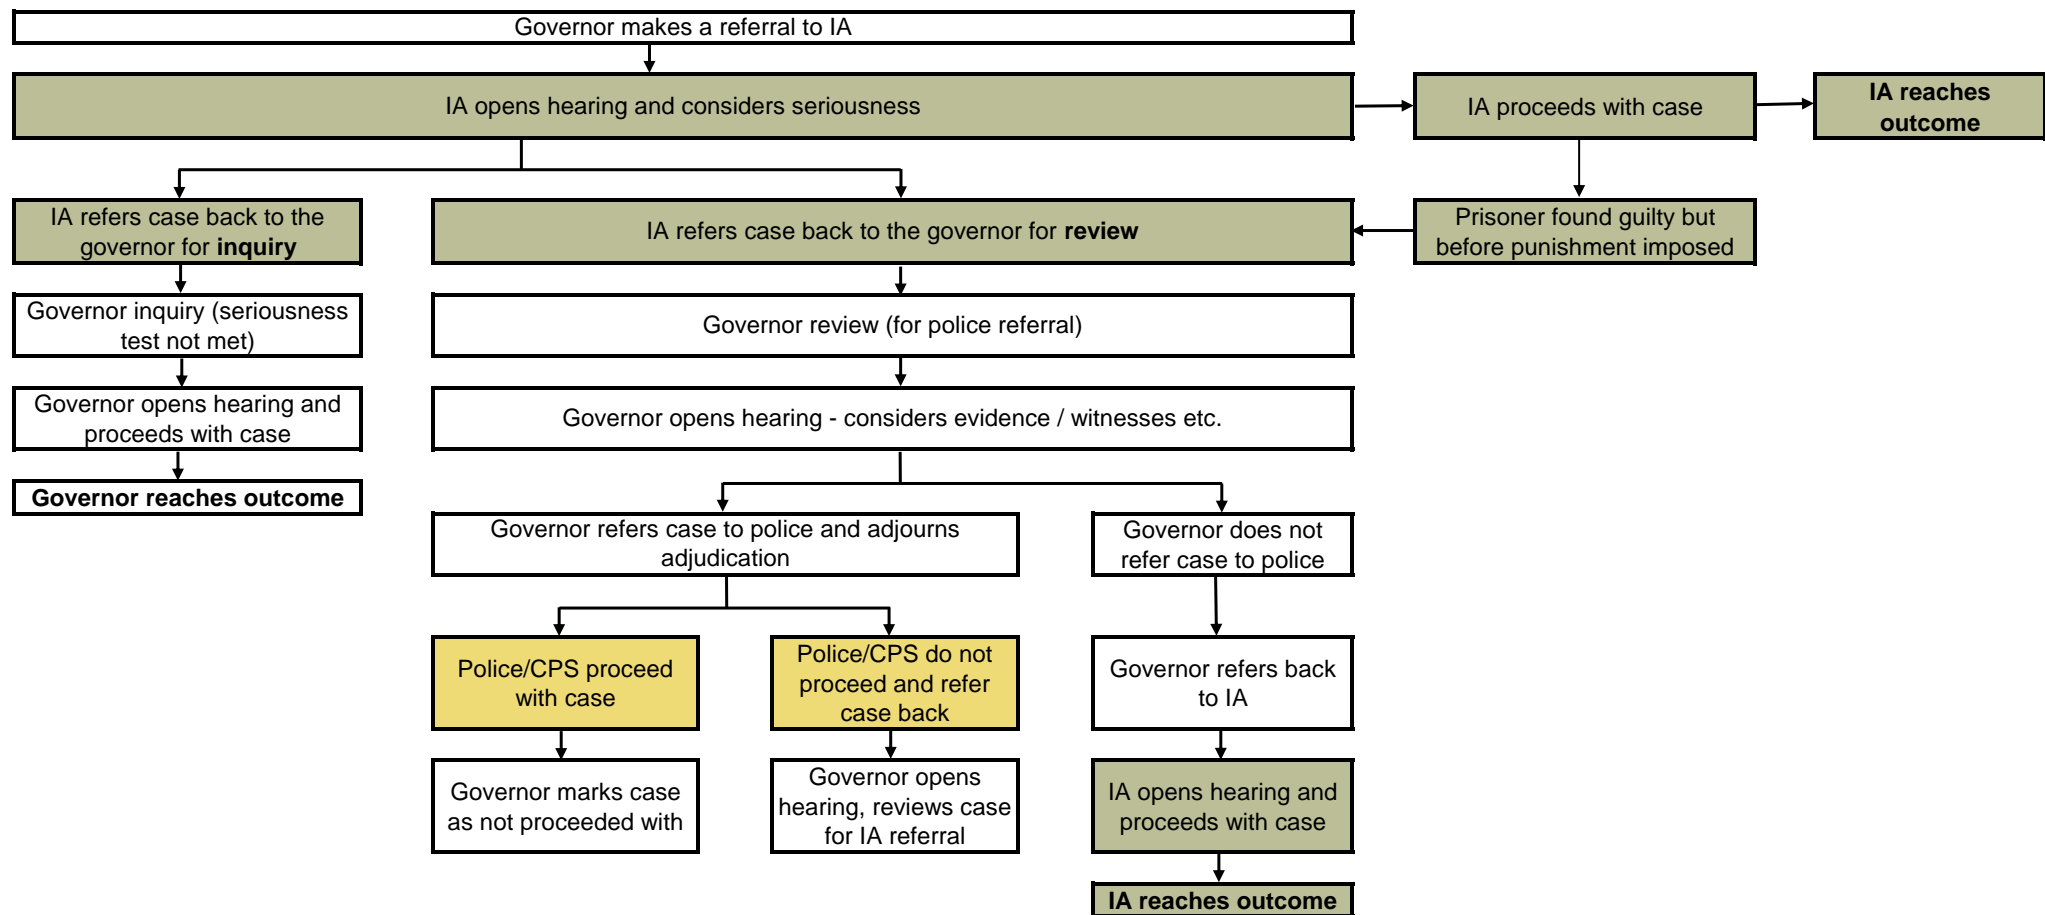 Governor makes a referral to IA
IA opens hearing and considers seriousness
IA proceeds with case
IA reaches
outcome
IA refers case back to the
governor for inquiry
IA refers case back to the governor for review
Prisoner found guilty but
before punishment imposed
Governor inquiry (seriousness
test not met)
Governor review (for police referral)
Governor opens hearing and
proceeds with case
Governor opens hearing - considers evidence / witnesses etc.
Governor reaches outcome
Governor refers case to police and adjourns
adjudication
Governor does not
refer case to police
Police/CPS proceed
with case
Police/CPS do not
proceed and refer
case back
Governor refers back
to IA
Governor marks case
as not proceeded with
Governor opens
hearing, reviews case
for IA referral
IA opens hearing and
proceeds with case
IA reaches outcome